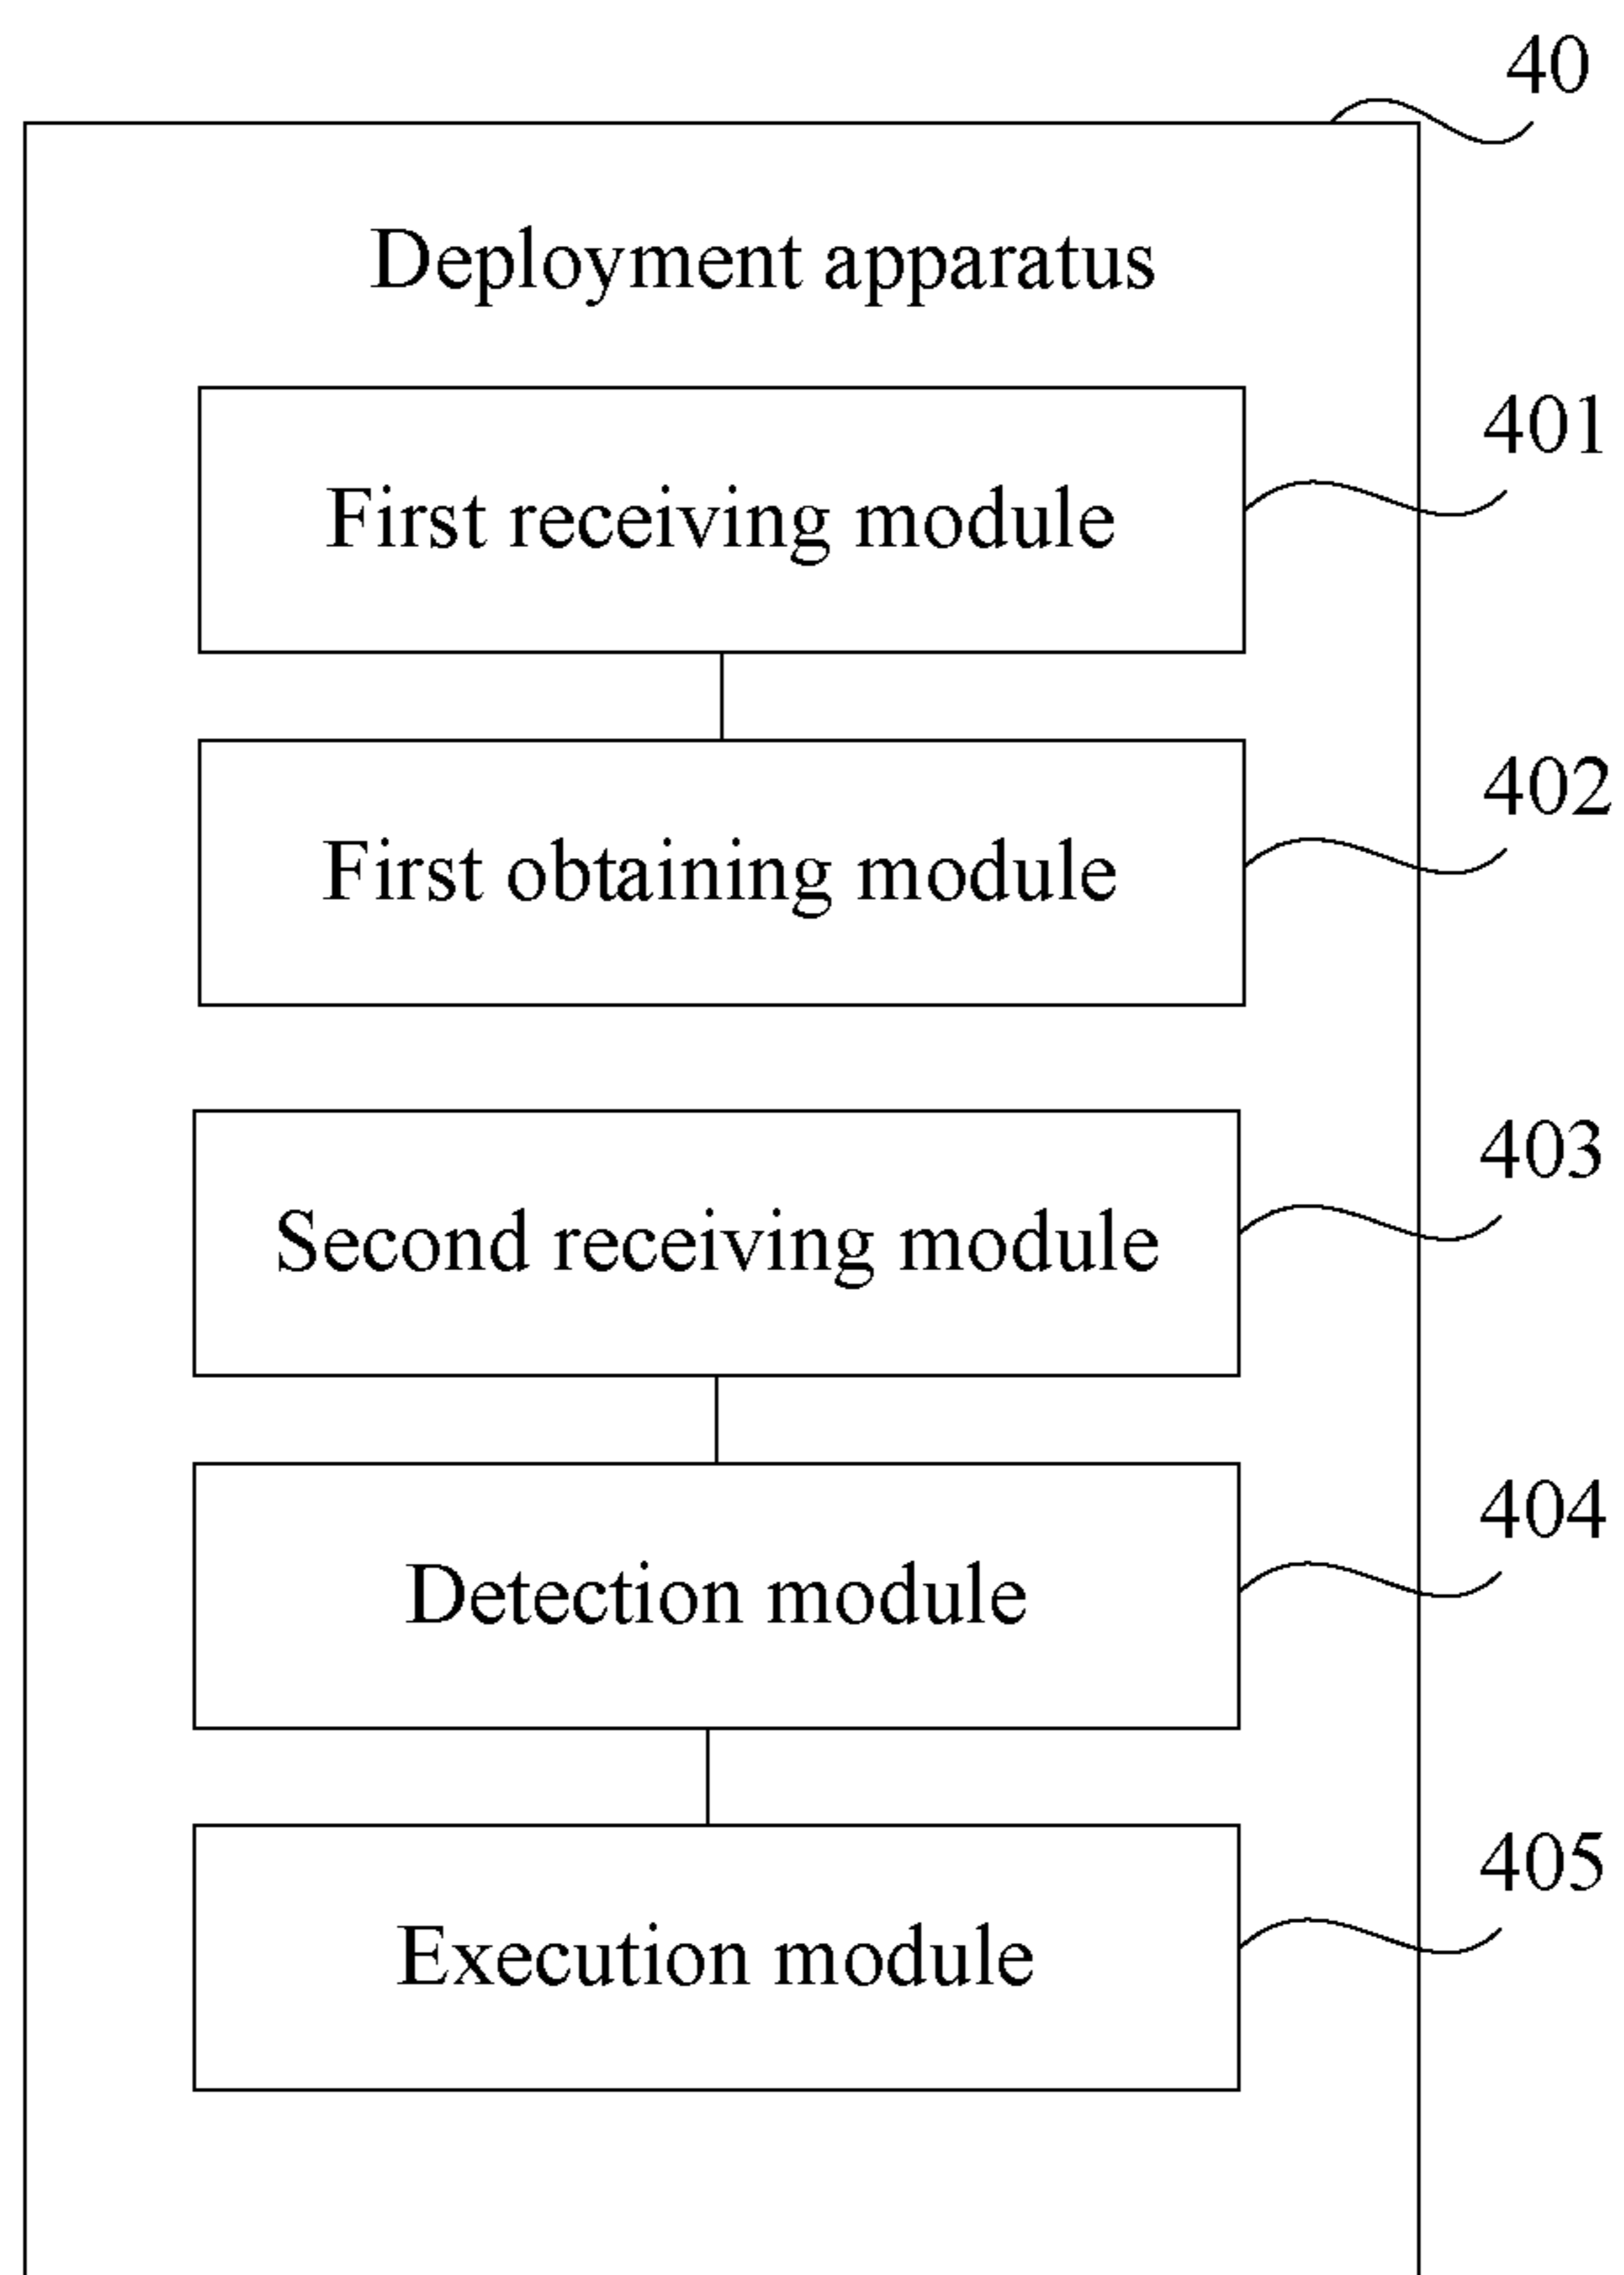 40
Deployment apparatus
401
First receiving module
402
First obtaining module
403
Second receiving module
404
Detection module
405
Execution module